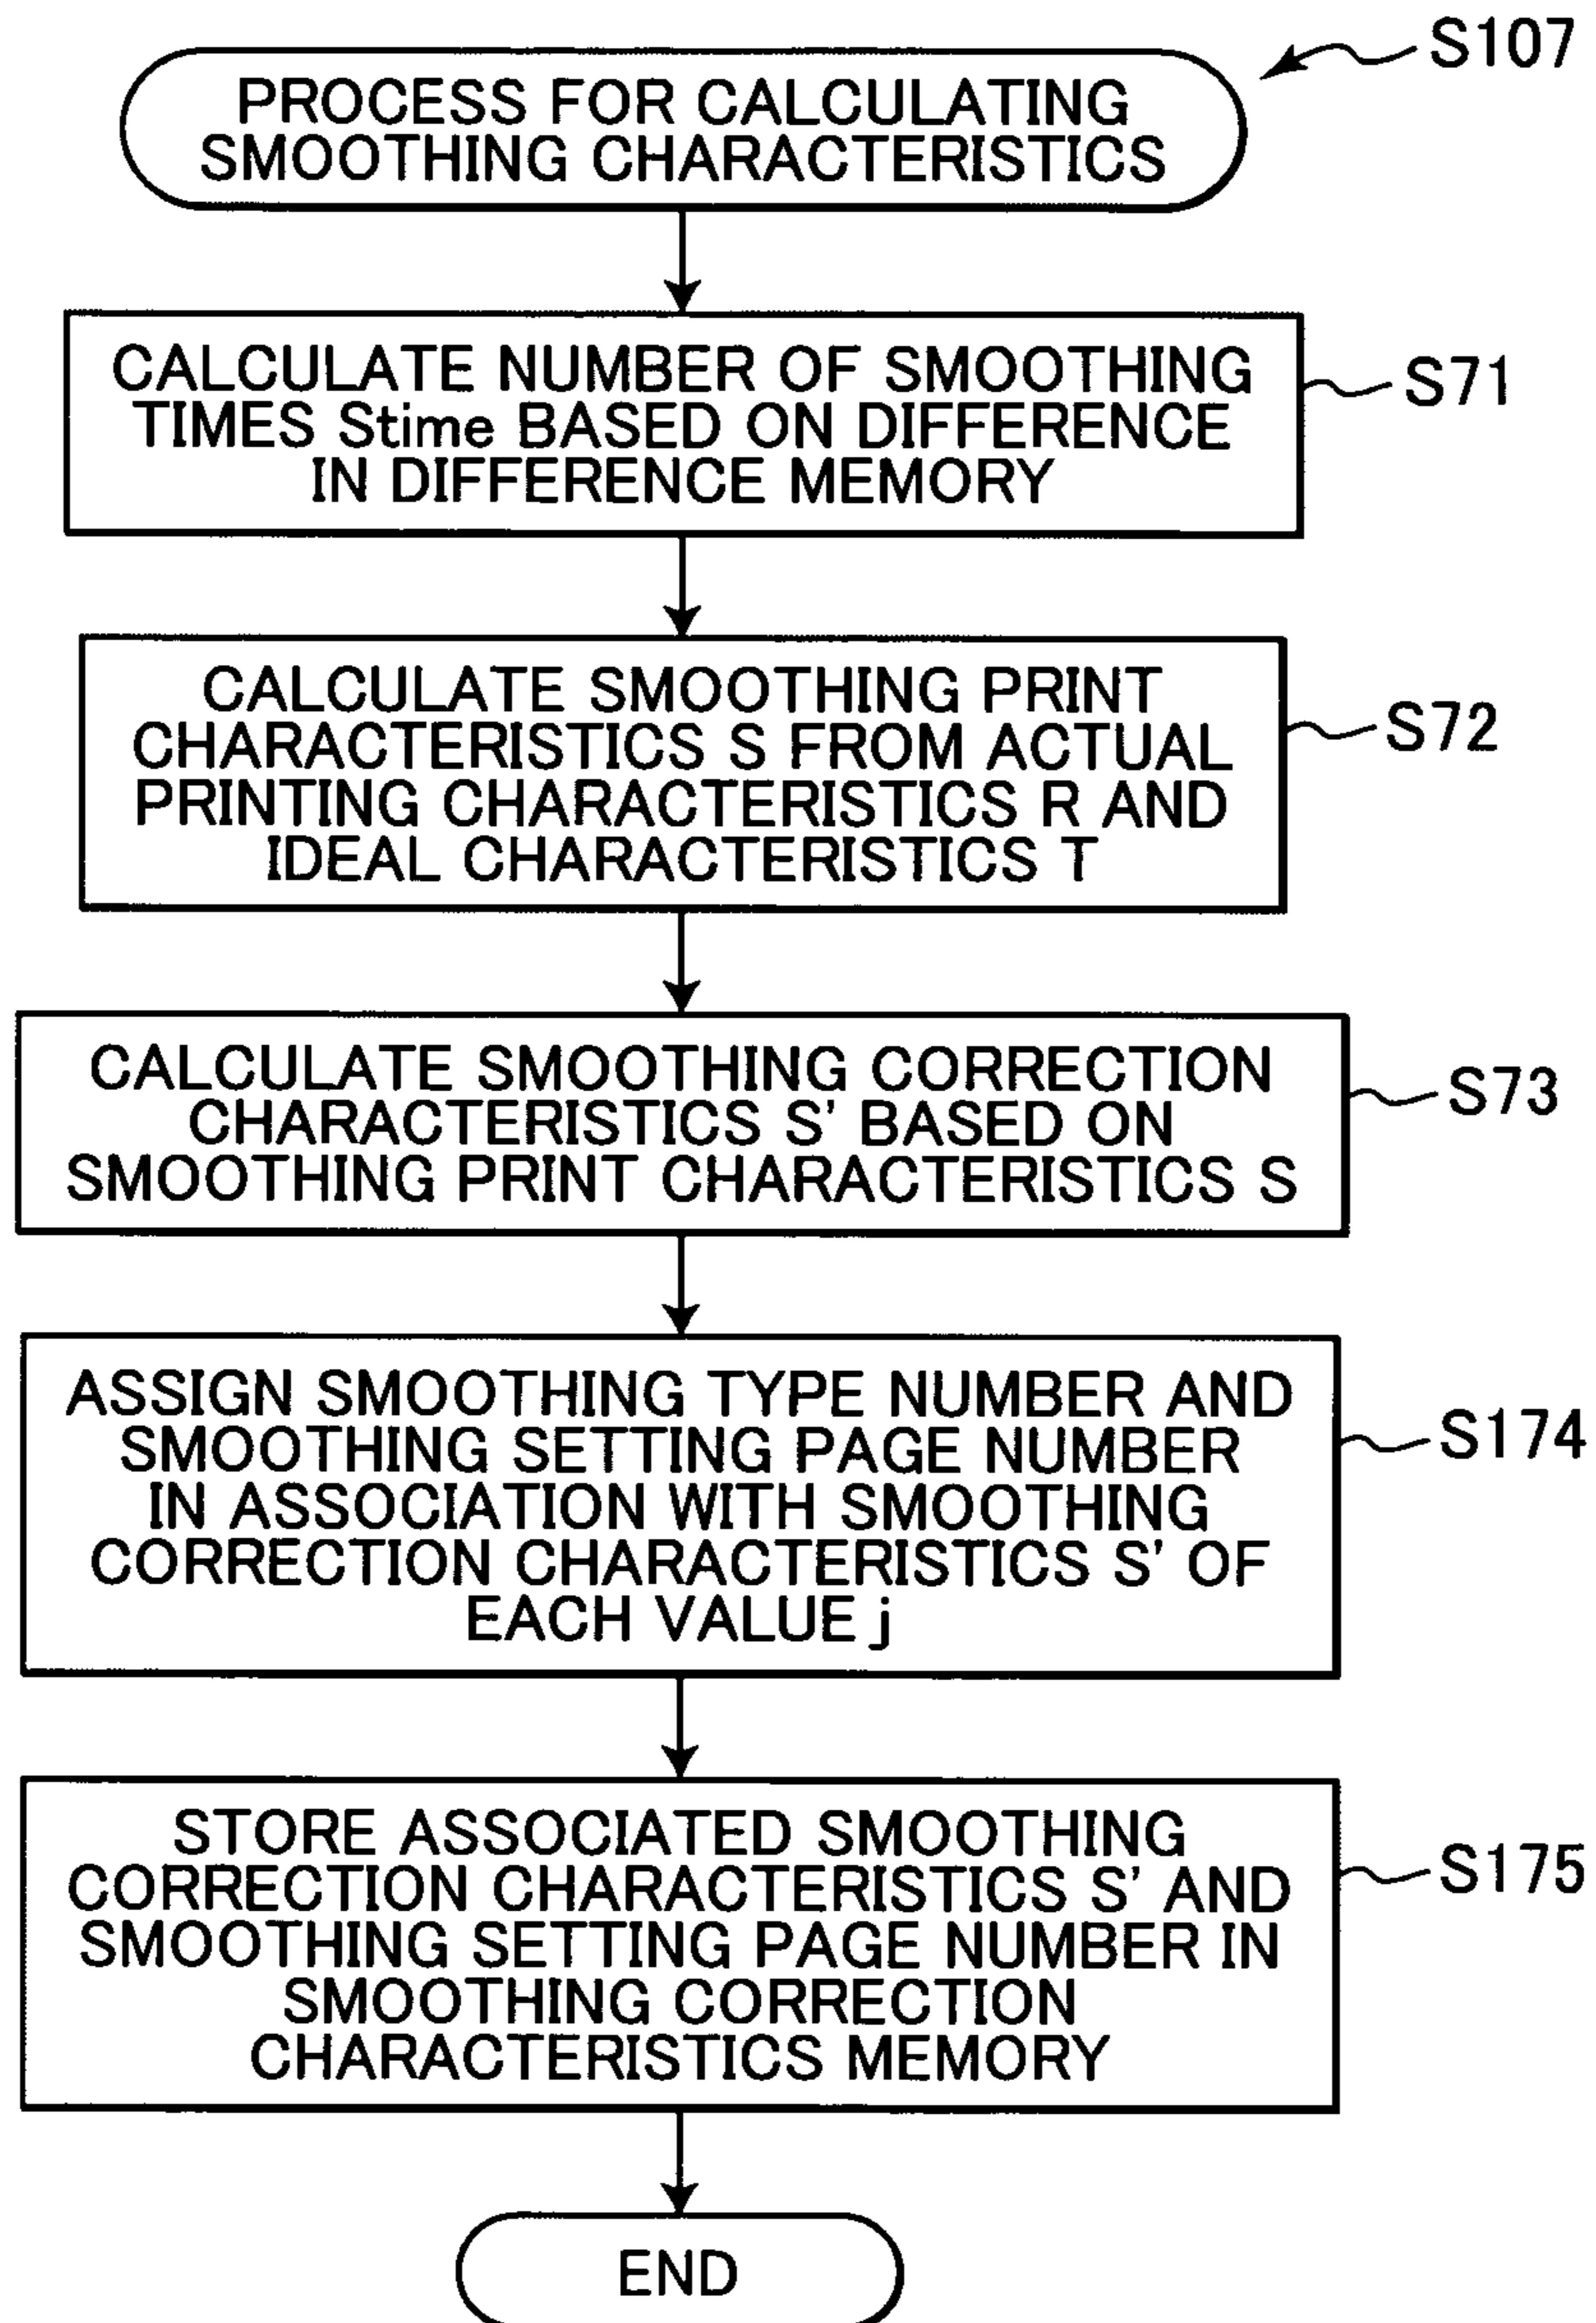 S107
PROCESS FOR CALCULATING
SMOOTHING CHARACTERISTICS
CALCULATE NUMBER OF SMOOTHING
TIMES Stime BASED ON DIFFERENCE
IN DIFFERENCE MEMORY
S71
CALCULATE SMOOTHING PRINT
CHARACTERISTICS S FROM ACTUAL
PRINTING CHARACTERISTICS R AND
IDEAL CHARACTERISTICS T
S72
CALCULATE SMOOTHING CORRECTION
CHARACTERISTICS S' BASED ON
SMOOTHING PRINT CHARACTERISTICS S
S73
ASSIGN SMOOTHING TYPE NUMBER AND
SMOOTHING SETTING PAGE NUMBER
IN ASSOCIATION WITH SMOOTHING
CORRECTION CHARACTERISTICS S' OF
EACH VALUE j
S174
STORE ASSOCIATED SMOOTHING
CORRECTION CHARACTERISTICS S' AND
SMOOTHING SETTING PAGE NUMBER IN
SMOOTHING CORRECTION
CHARACTERISTICS MEMORY
S175
END